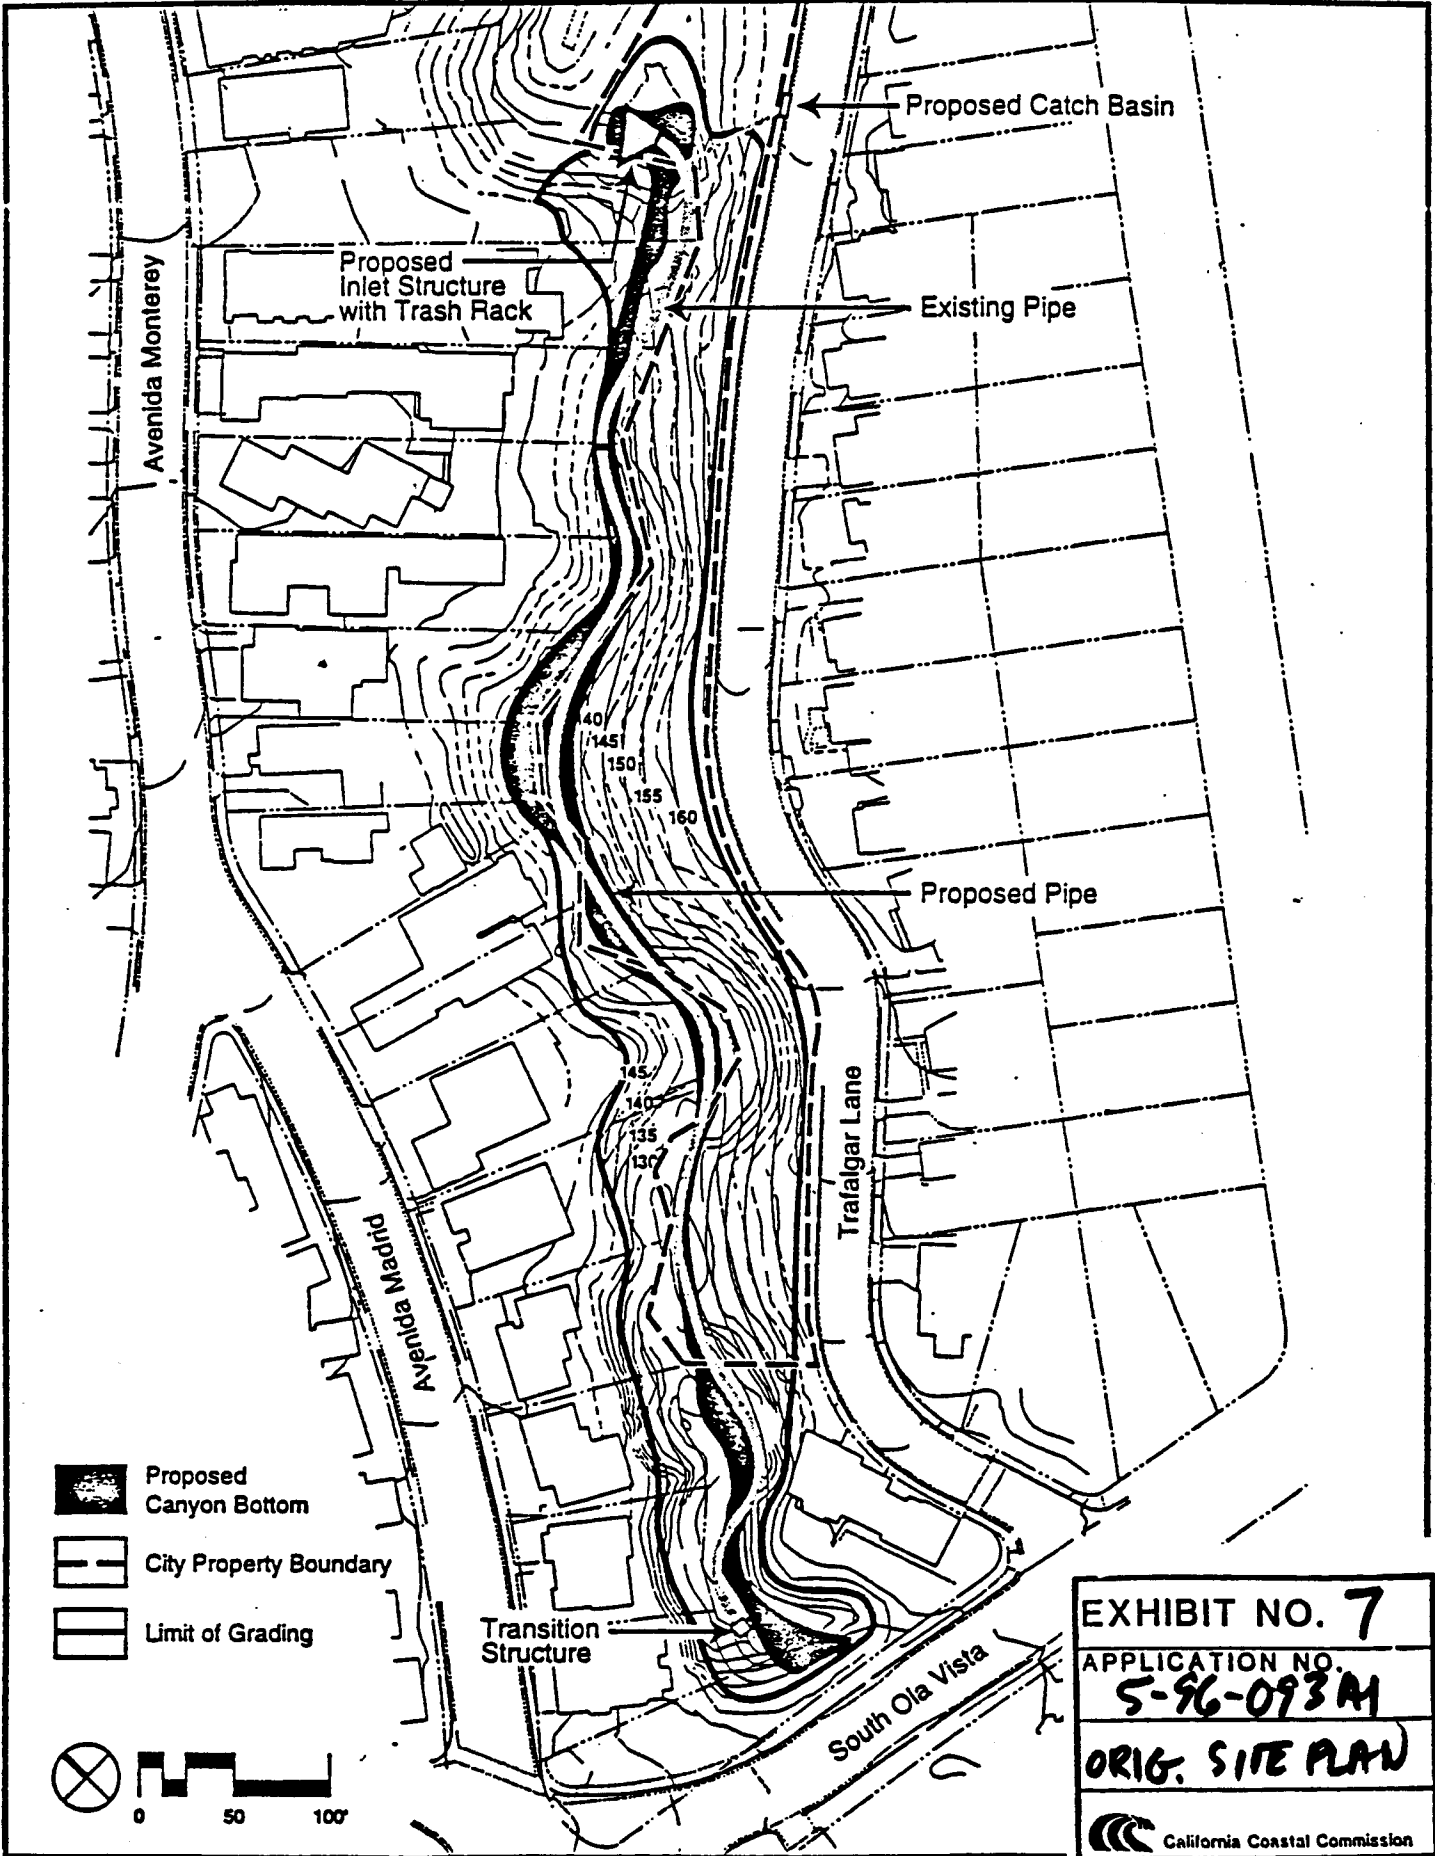 Proposed Catch Basin
Proposed
Inlet Structure
with Trash Rack
Existing Pipe
Avenida Monterey
40
145
150
155
160
Proposed Pipe
145
140
135
130
Trafalgar Lane
Avenida Madrid
Proposed
Canyon Bottom
City Property Boundary
Limit of Grading
Transition
Structure
South Ola Vista
0 50 100'
EXHIBIT NO. 7
APPLICATION NO.
5-96-093 A1
ORIG. SITE PLAN
California Coastal Commission